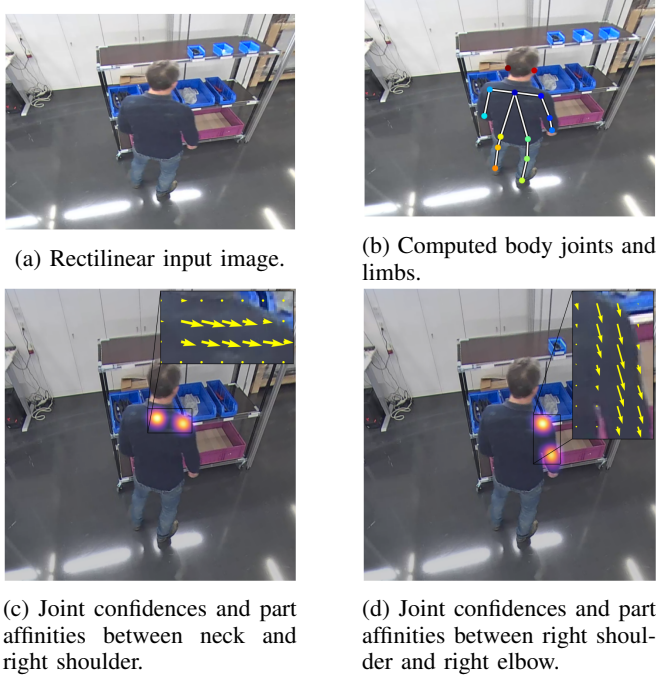 (a) Rectilinear input image.
(b) Computed body joints and
limbs.
(c) Joint confidences and part
affinities between neck and
right shoulder.
(d) Joint confidences and part
affinities between right shoul-
der and right elbow.